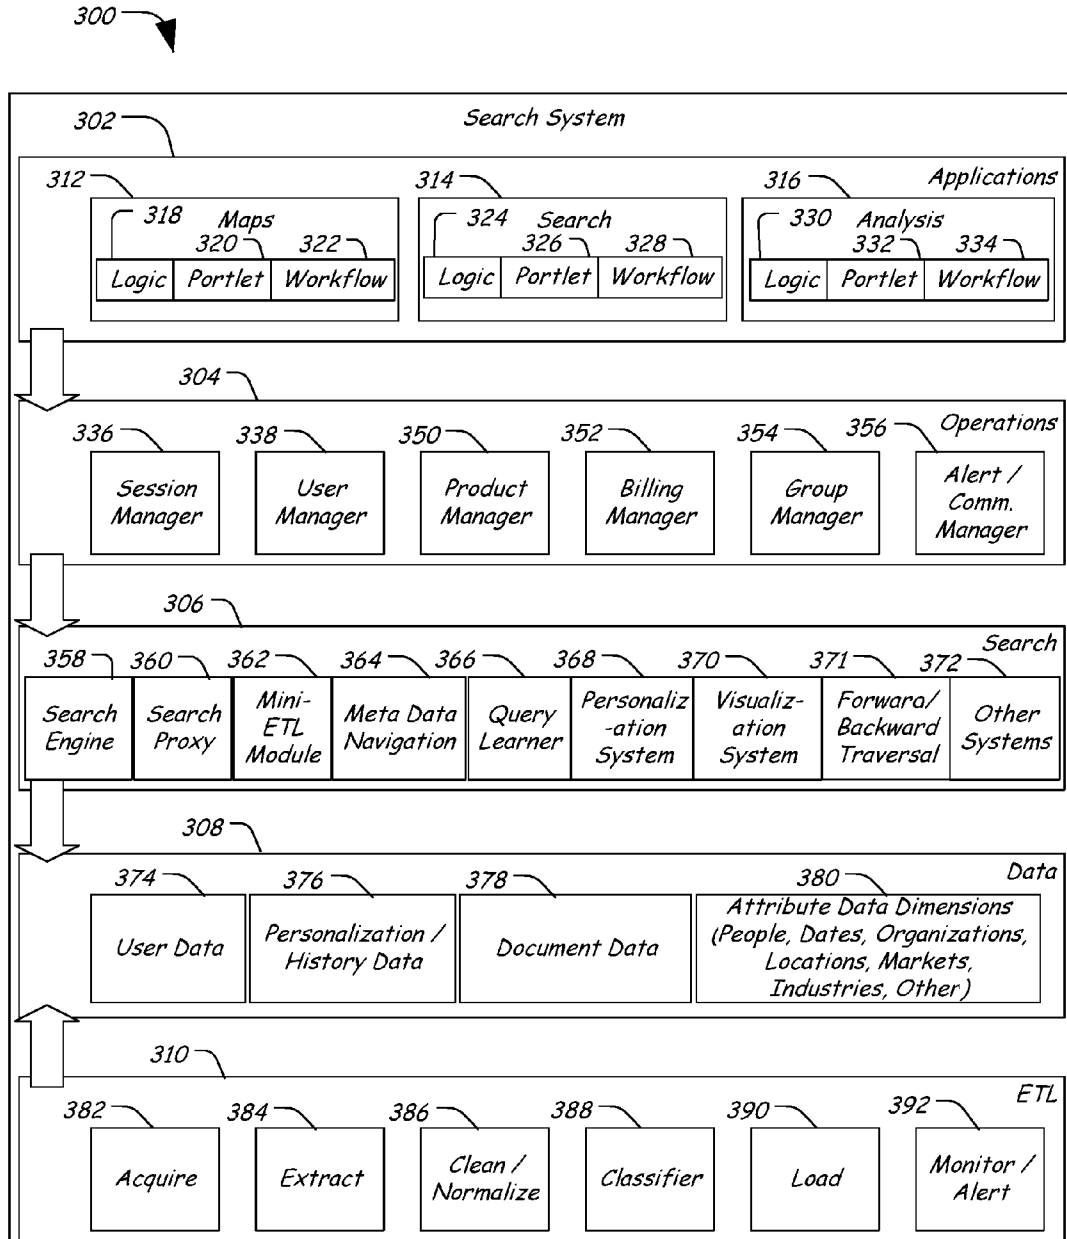 300
Search System
302
Applications
312
314
316
318
Maps
324
Search
330
Analysis
320
322
326
328
332
334
Logic Portlet Workflow
Logic Portlet Workflow
Logic Portlet Workflow
304
Operations
336
338
350
352
354
356
Session
Manager
User
Manager
Product
Manager
Billing
Manager
Group
Manager
Alert /
Comm.
Manager
306
Search
358
360
362
364
366
368
370
371
372
Search
Engine
Search
Proxy
Mini-
ETL
Module
Meta Data
Navigation
Query
Learner
Personaliz
-ation
System
Visualiz-
ation
System
Forwara/
Backward
Traversal
Other
Systems
308
Data
374
376
378
380
User Data
Personalization /
History Data
Document Data
Attribute Data Dimensions
(People, Dates, Organizations,
Locations, Markets,
Industries, Other)
310
ETL
382
384
386
388
390
392
Acquire
Extract
Clean /
Normalize
Classifier
Load
Monitor /
Alert